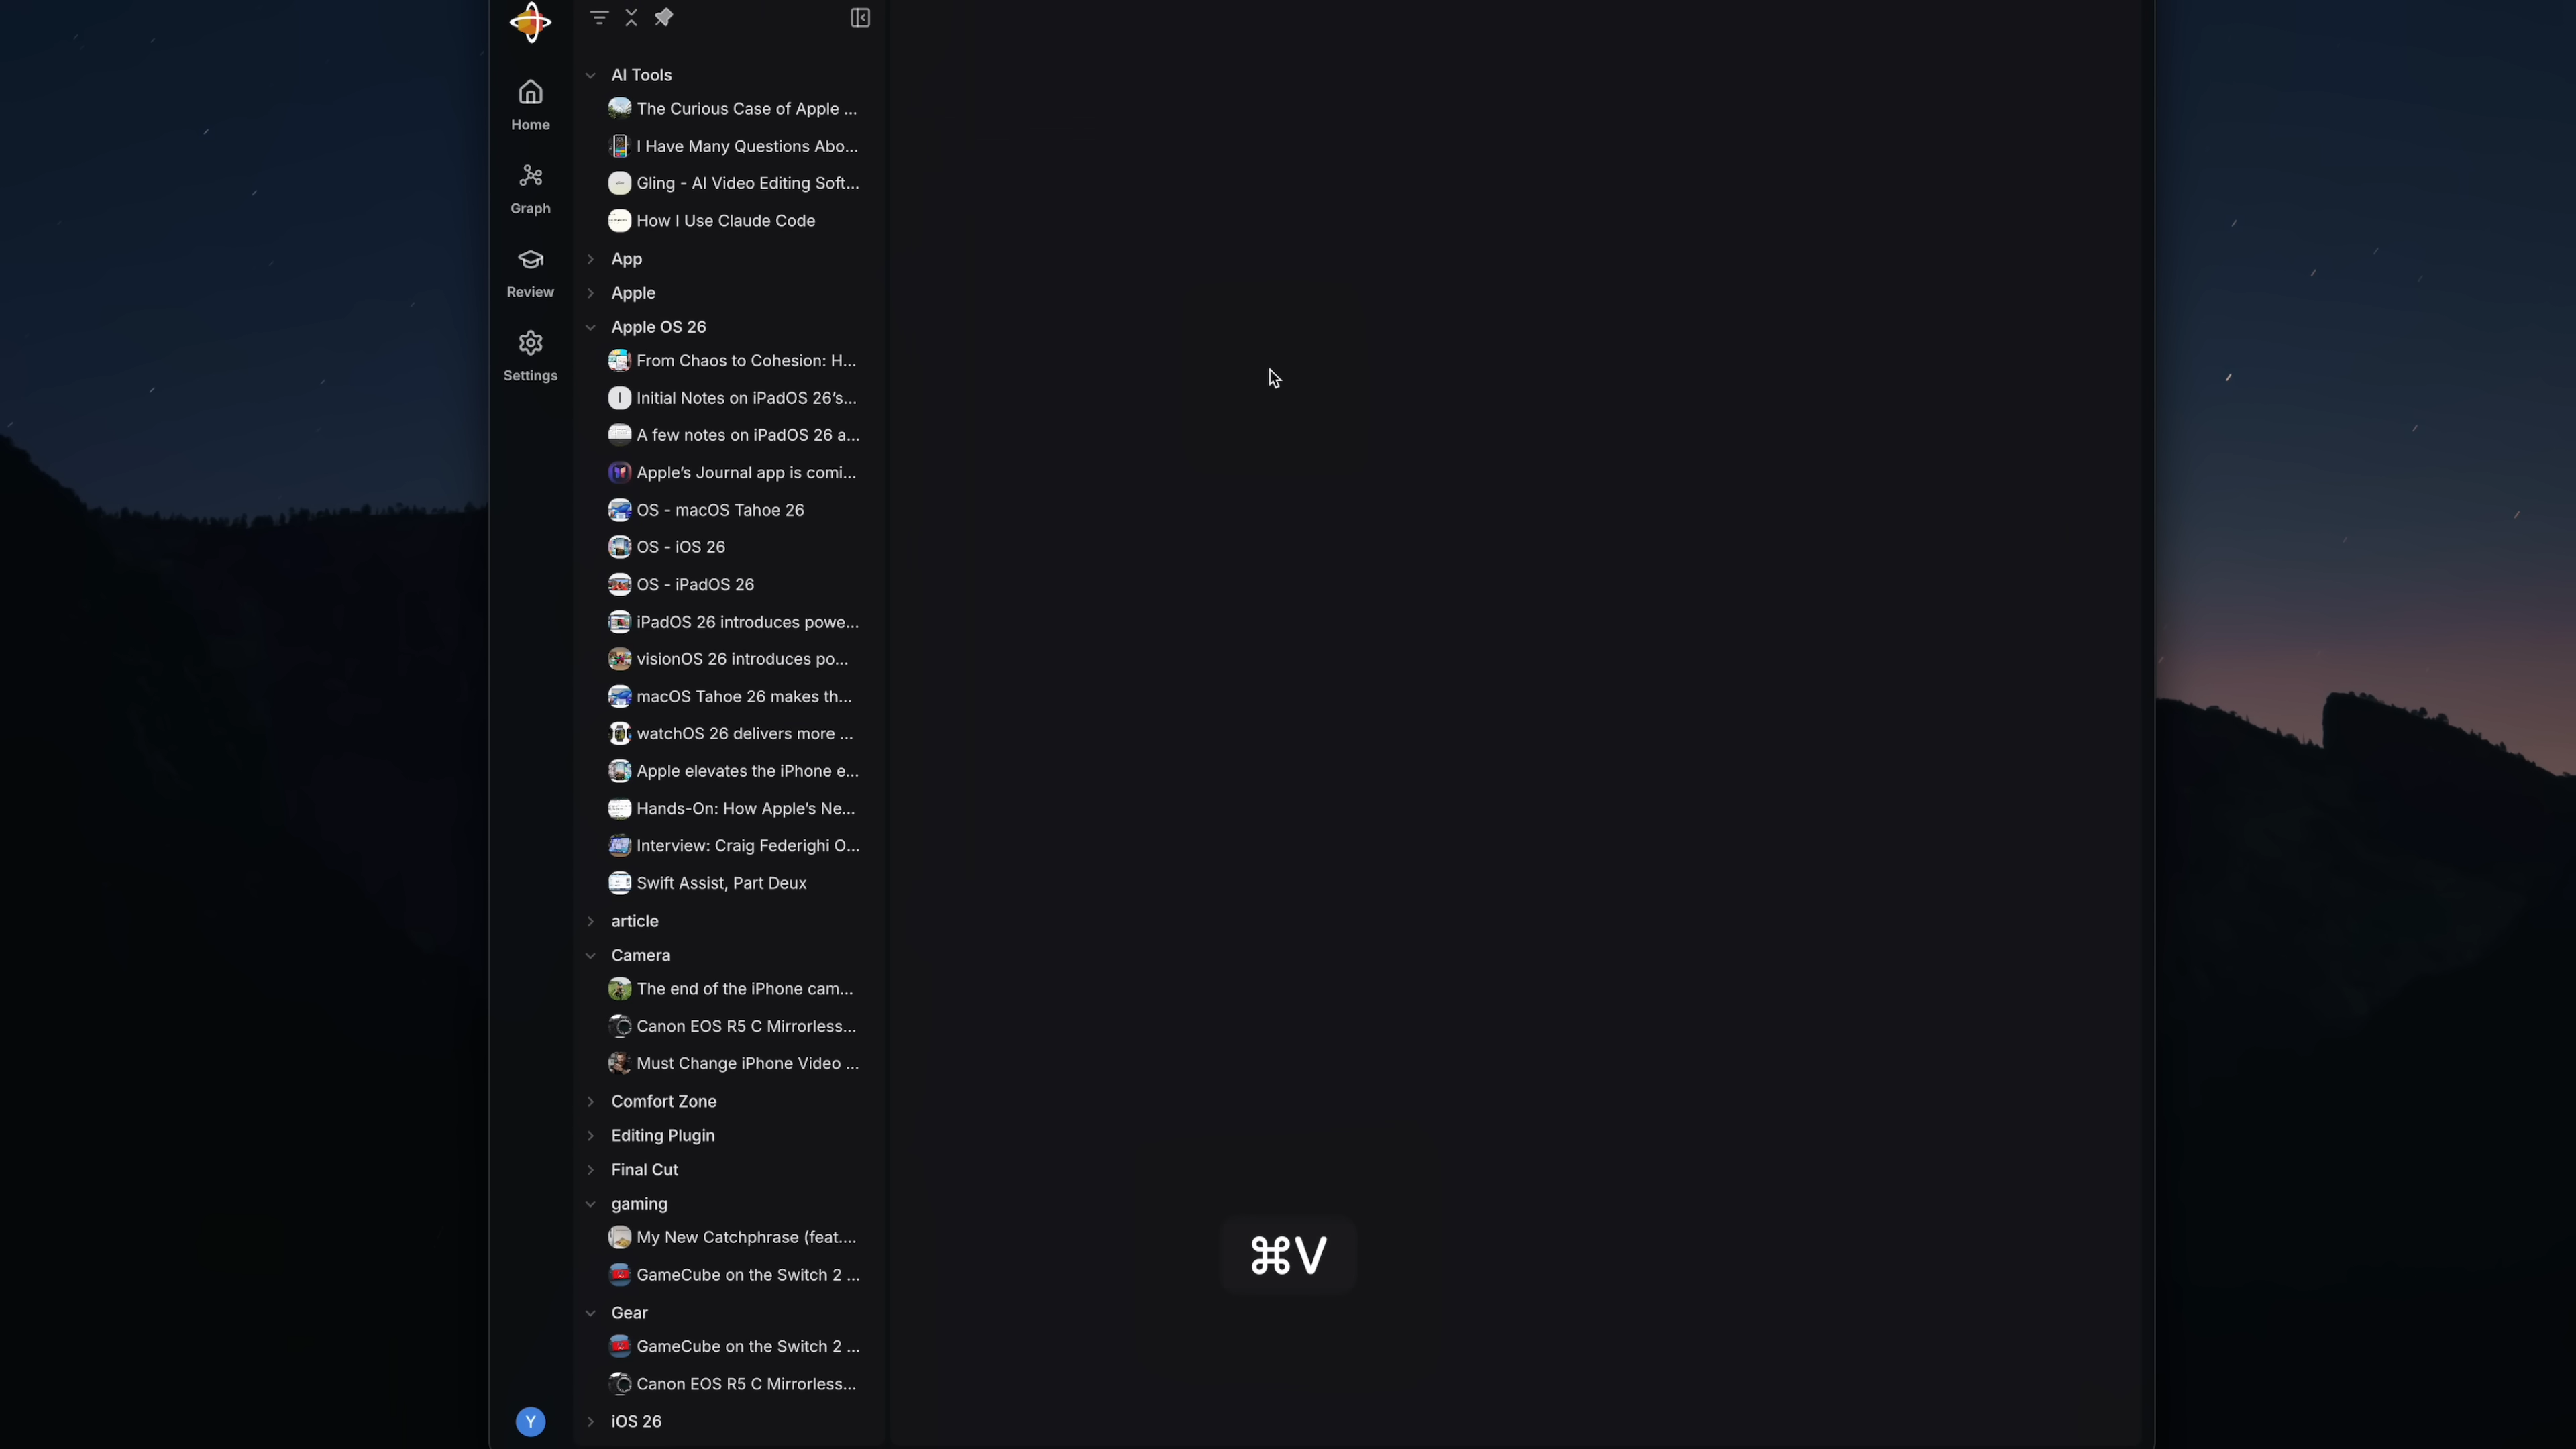 Home
Graph
Review
Settings
AI Tools
The Curious Case of Apple ...
I Have Many Questions Abo...
Gling - AI Video Editing Soft...
How I Use Claude Code
App
Apple
Apple OS 26
From Chaos to Cohesion: H...
I
Initial Notes on iPadOS 26's...
A few notes on iPadOS 26 a...
Apple's Journal app is comi...
OS - macOS Tahoe 26
OS - iOS 26
OS - iPadOS 26
iPadOS 26 introduces powe...
visionOS 26 introduces po...
macOS Tahoe 26 makes th...
watchOS 26 delivers more ...
Apple elevates the iPhone e...
Hands-On: How Apple's Ne...
Interview: Craig Federighi O...
Swift Assist, Part Deux
article
Camera
The end of the iPhone cam...
Canon EOS R5 C Mirrorless...
Must Change iPhone Video ...
Comfort Zone
Editing Plugin
Final Cut
gaming
My New Catchphrase (feat....
GameCube on the Switch 2 ...
Gear
GameCube on the Switch 2 ...
Canon EOS R5 C Mirrorless...
iOS 26
Y
⌘V